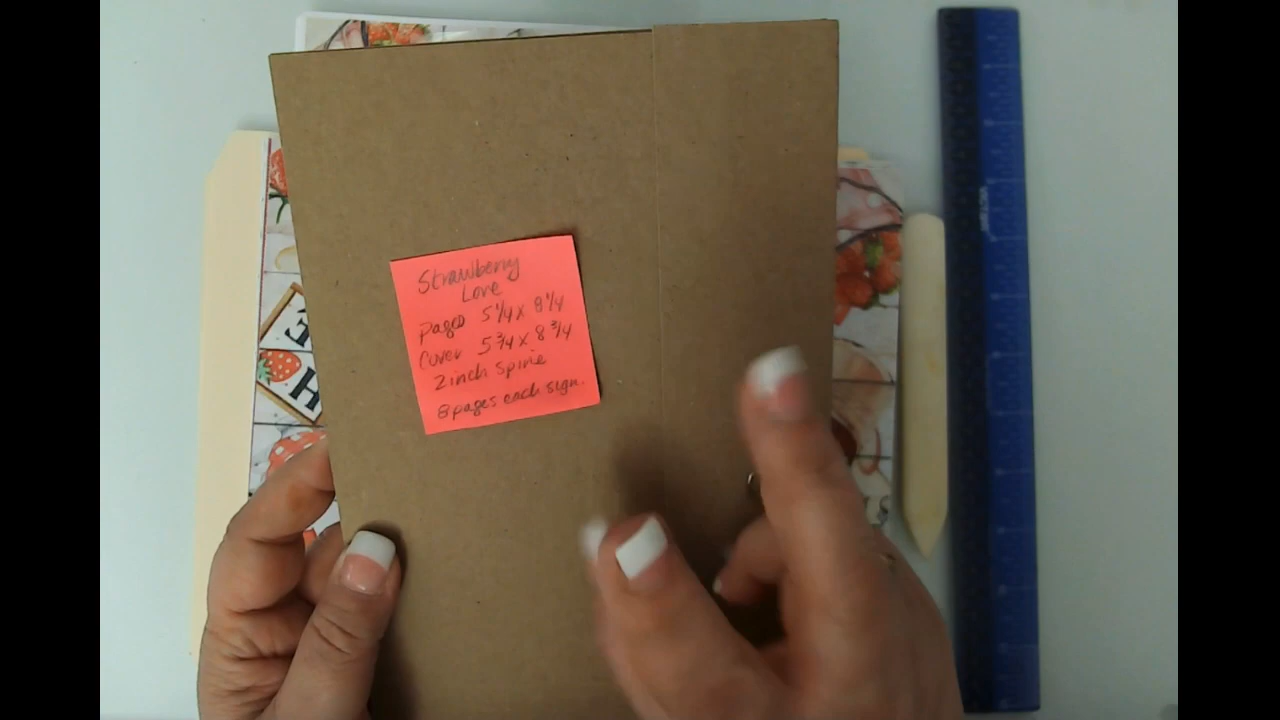 Strawberry
Love
Pages 5 1/4 x 8 1/4
Cover 5 3/4 x 8 3/4
2 inch spine
8 pages each sign.
H